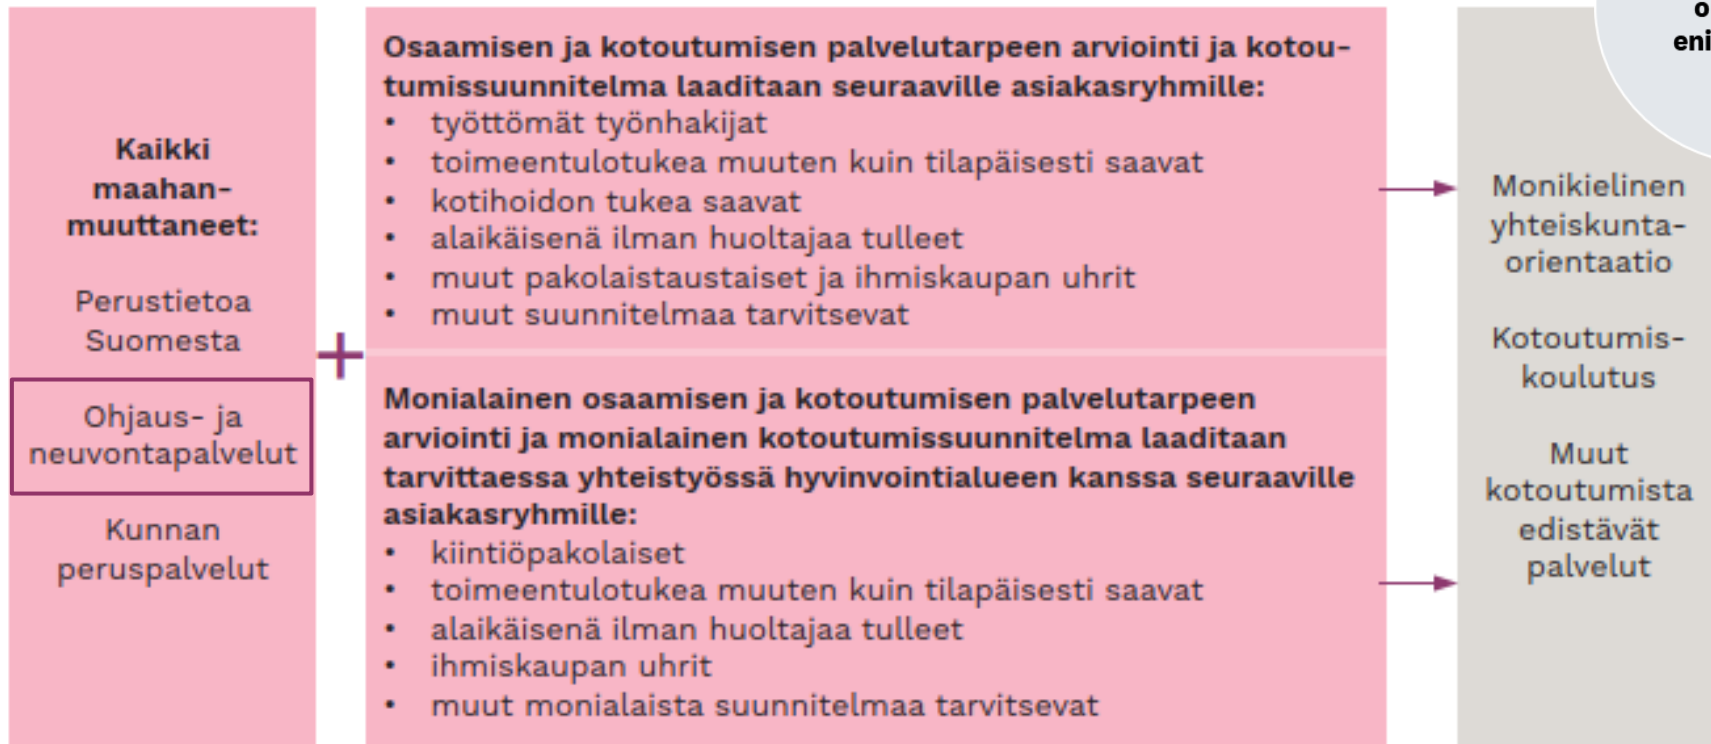 Kaikki
maahan-
muuttaneet:
Perustietoa
Suomesta
Ohjaus- ja
neuvontapalvelut
Kunnan
peruspalvelut
+
Osaamisen ja kotoutumisen palvelutarpeen arviointi ja kotou-
tumissuunnitelma laaditaan seuraaville asiakasryhmille:
• työttömät työnhakijat
• toimeentulotukea muuten kuin tilapäisesti saavat
• kotihoidon tukea saavat
• alaikäisenä ilman huoltajaa tulleet
• muut pakolaistaustaiset ja ihmiskaupan uhrit
• muut suunnitelmaa tarvitsevat
Monialainen osaamisen ja kotoutumisen palvelutarpeen
arviointi ja monialainen kotoutumissuunnitelma laaditaan
tarvittaessa yhteistyössä hyvinvointialueen kanssa seuraaville
asiakasryhmille:
• kiintiöpakolaiset
• toimeentulotukea muuten kuin tilapäisesti saavat
• alaikäisenä ilman huoltajaa tulleet
• ihmiskaupan uhrit
• muut monialaista suunnitelmaa tarvitsevat
Monikielinen
yhteiskunta-
orientaatio
Kotoutumis-
koulutus
Muut
kotoutumista
edistävät
palvelut